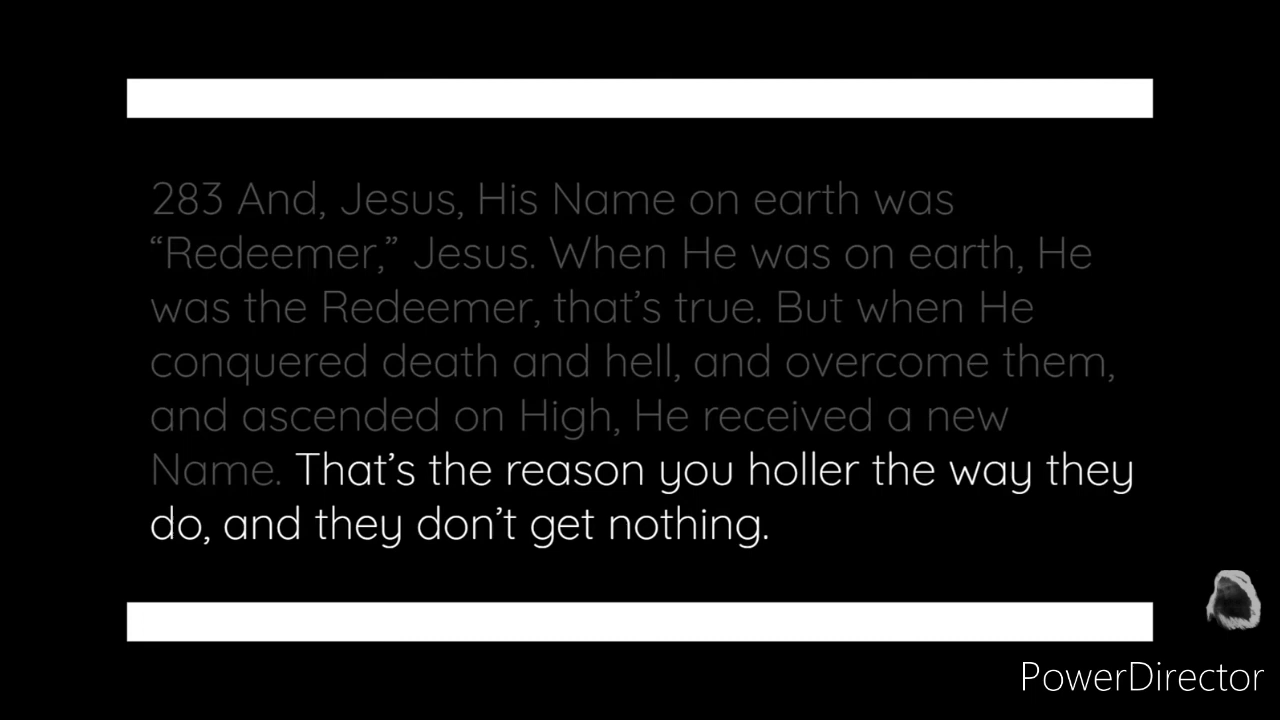 283 And, Jesus, His Name on earth was
“Redeemer,” Jesus. When He was on earth, He
was the Redeemer, that’s true. But when He
conquered death and hell, and overcome them,
and ascended on High, He received a new
Name. That’s the reason you holler the way they
do, and they don’t get nothing.
PowerDirector